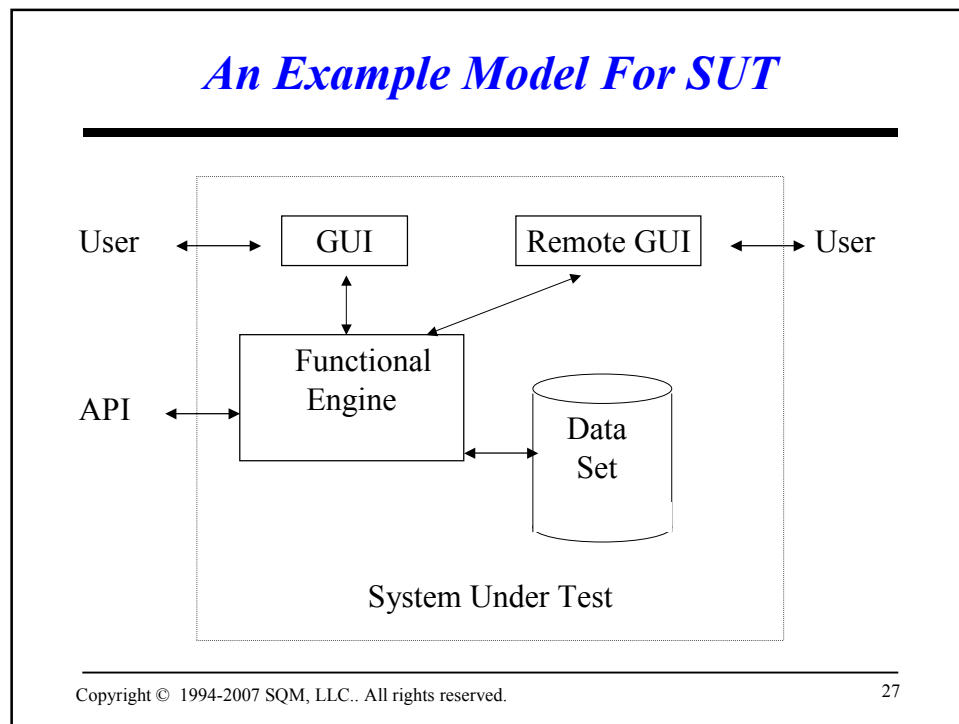 An Example Model For SUT
User
GUI
Remote GUI
User
Functional
Engine
API
Data
Set
System Under Test
Copyright © 1994-2007 SQM, LLC.. All rights reserved.
27